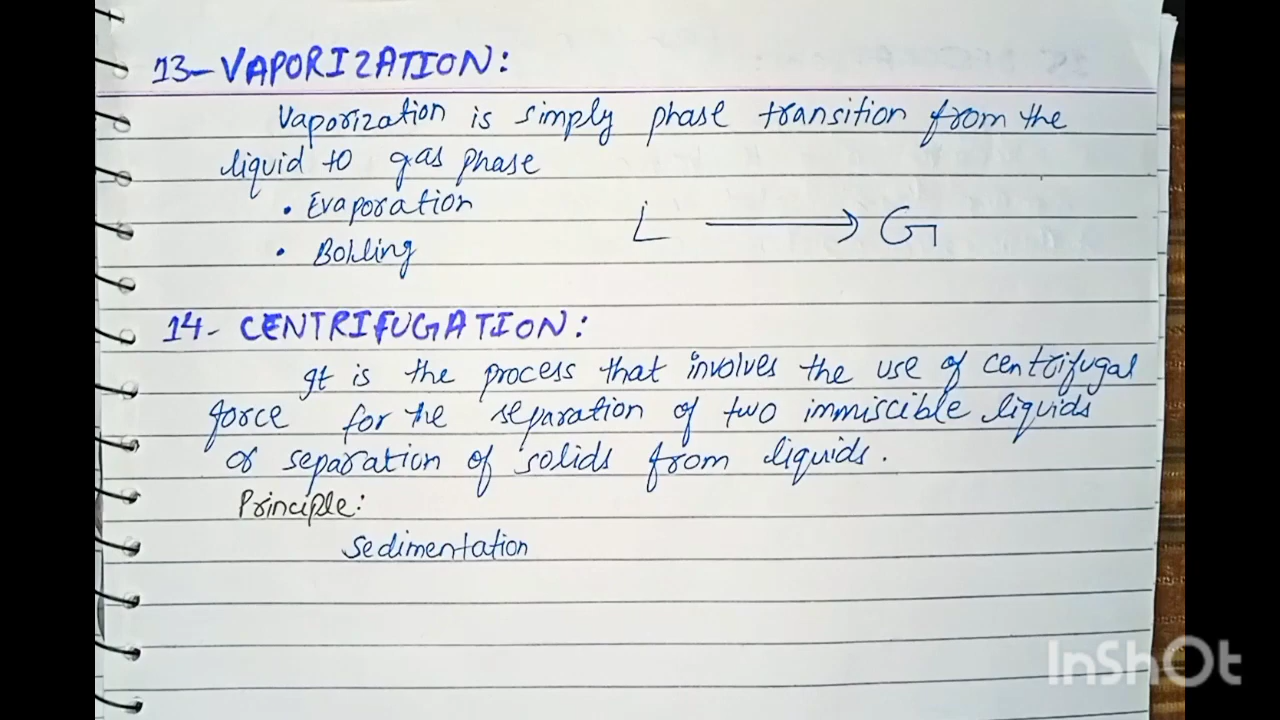 13- VAPORIZATION:
Vaporization is simply phase transition from the
liquid to gas phase
• Evaporation
L → G
• Boiling
14- CENTRIFUGATION:
It is the process that involves the use of centrifugal
force for the separation of two immiscible liquids
or separation of solids from liquids.
Principle:
Sedimentation
InShOt